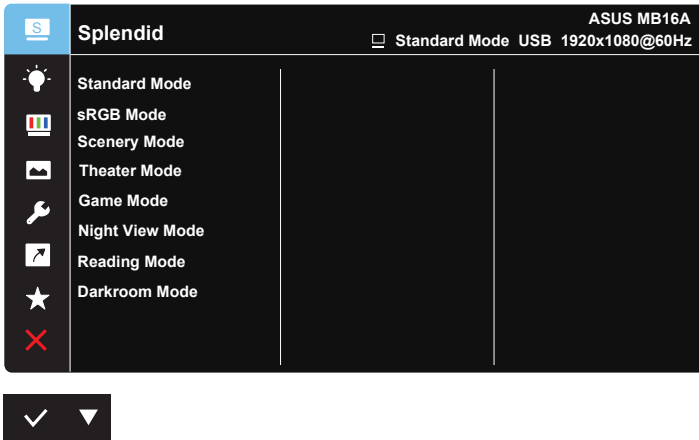 S
Splendid
ASUS MB16A
Standard Mode USB 1920x1080@60Hz
Standard Mode
sRGB Mode
Scenery Mode
Theater Mode
Game Mode
Night View Mode
Reading Mode
Darkroom Mode